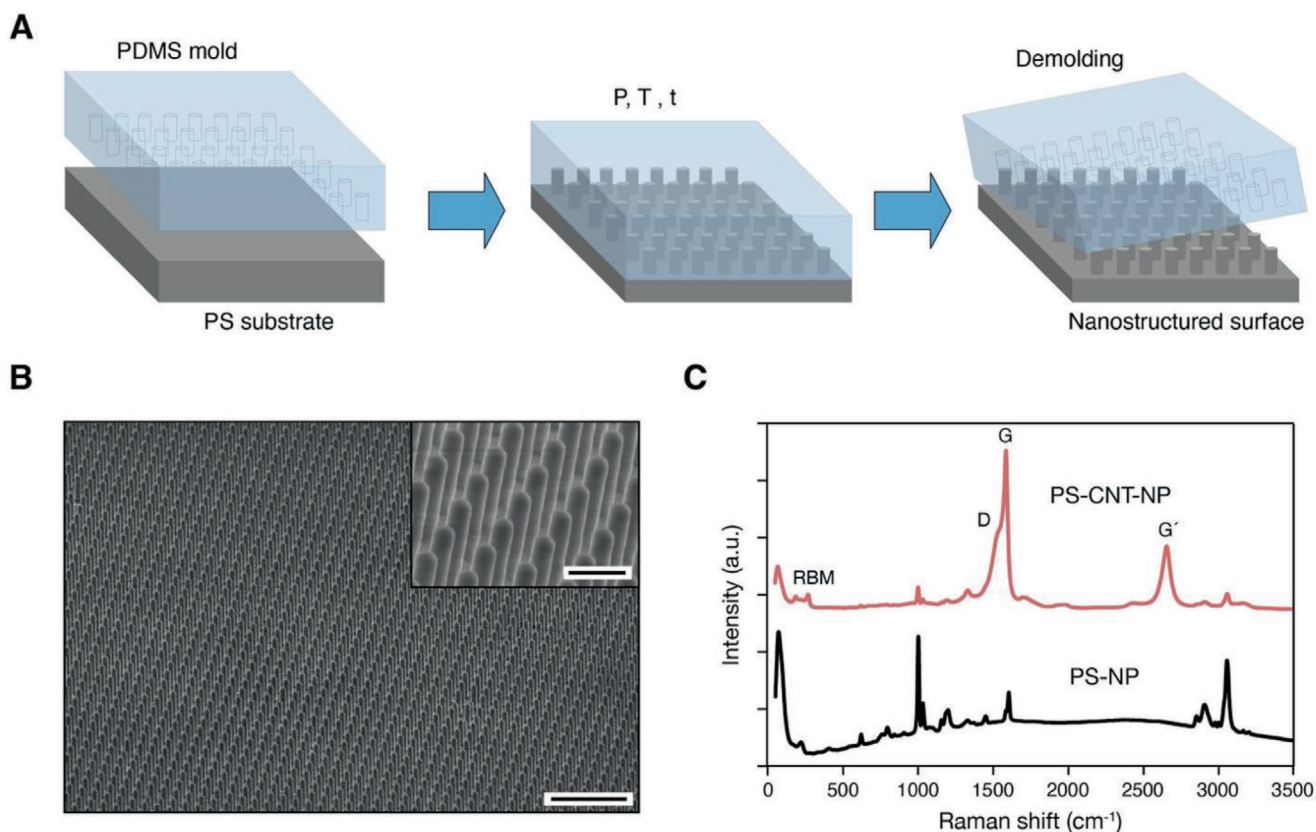 A
PDMS mold
P, T , t
Demolding
PS substrate
Nanostructured surface
B
C
G
PS-CNT-NP
D
G´
RBM
Intensity (a.u.)
PS-NP
0 500 1000 1500 2000 2500 3000 3500
Raman shift (cm⁻¹)